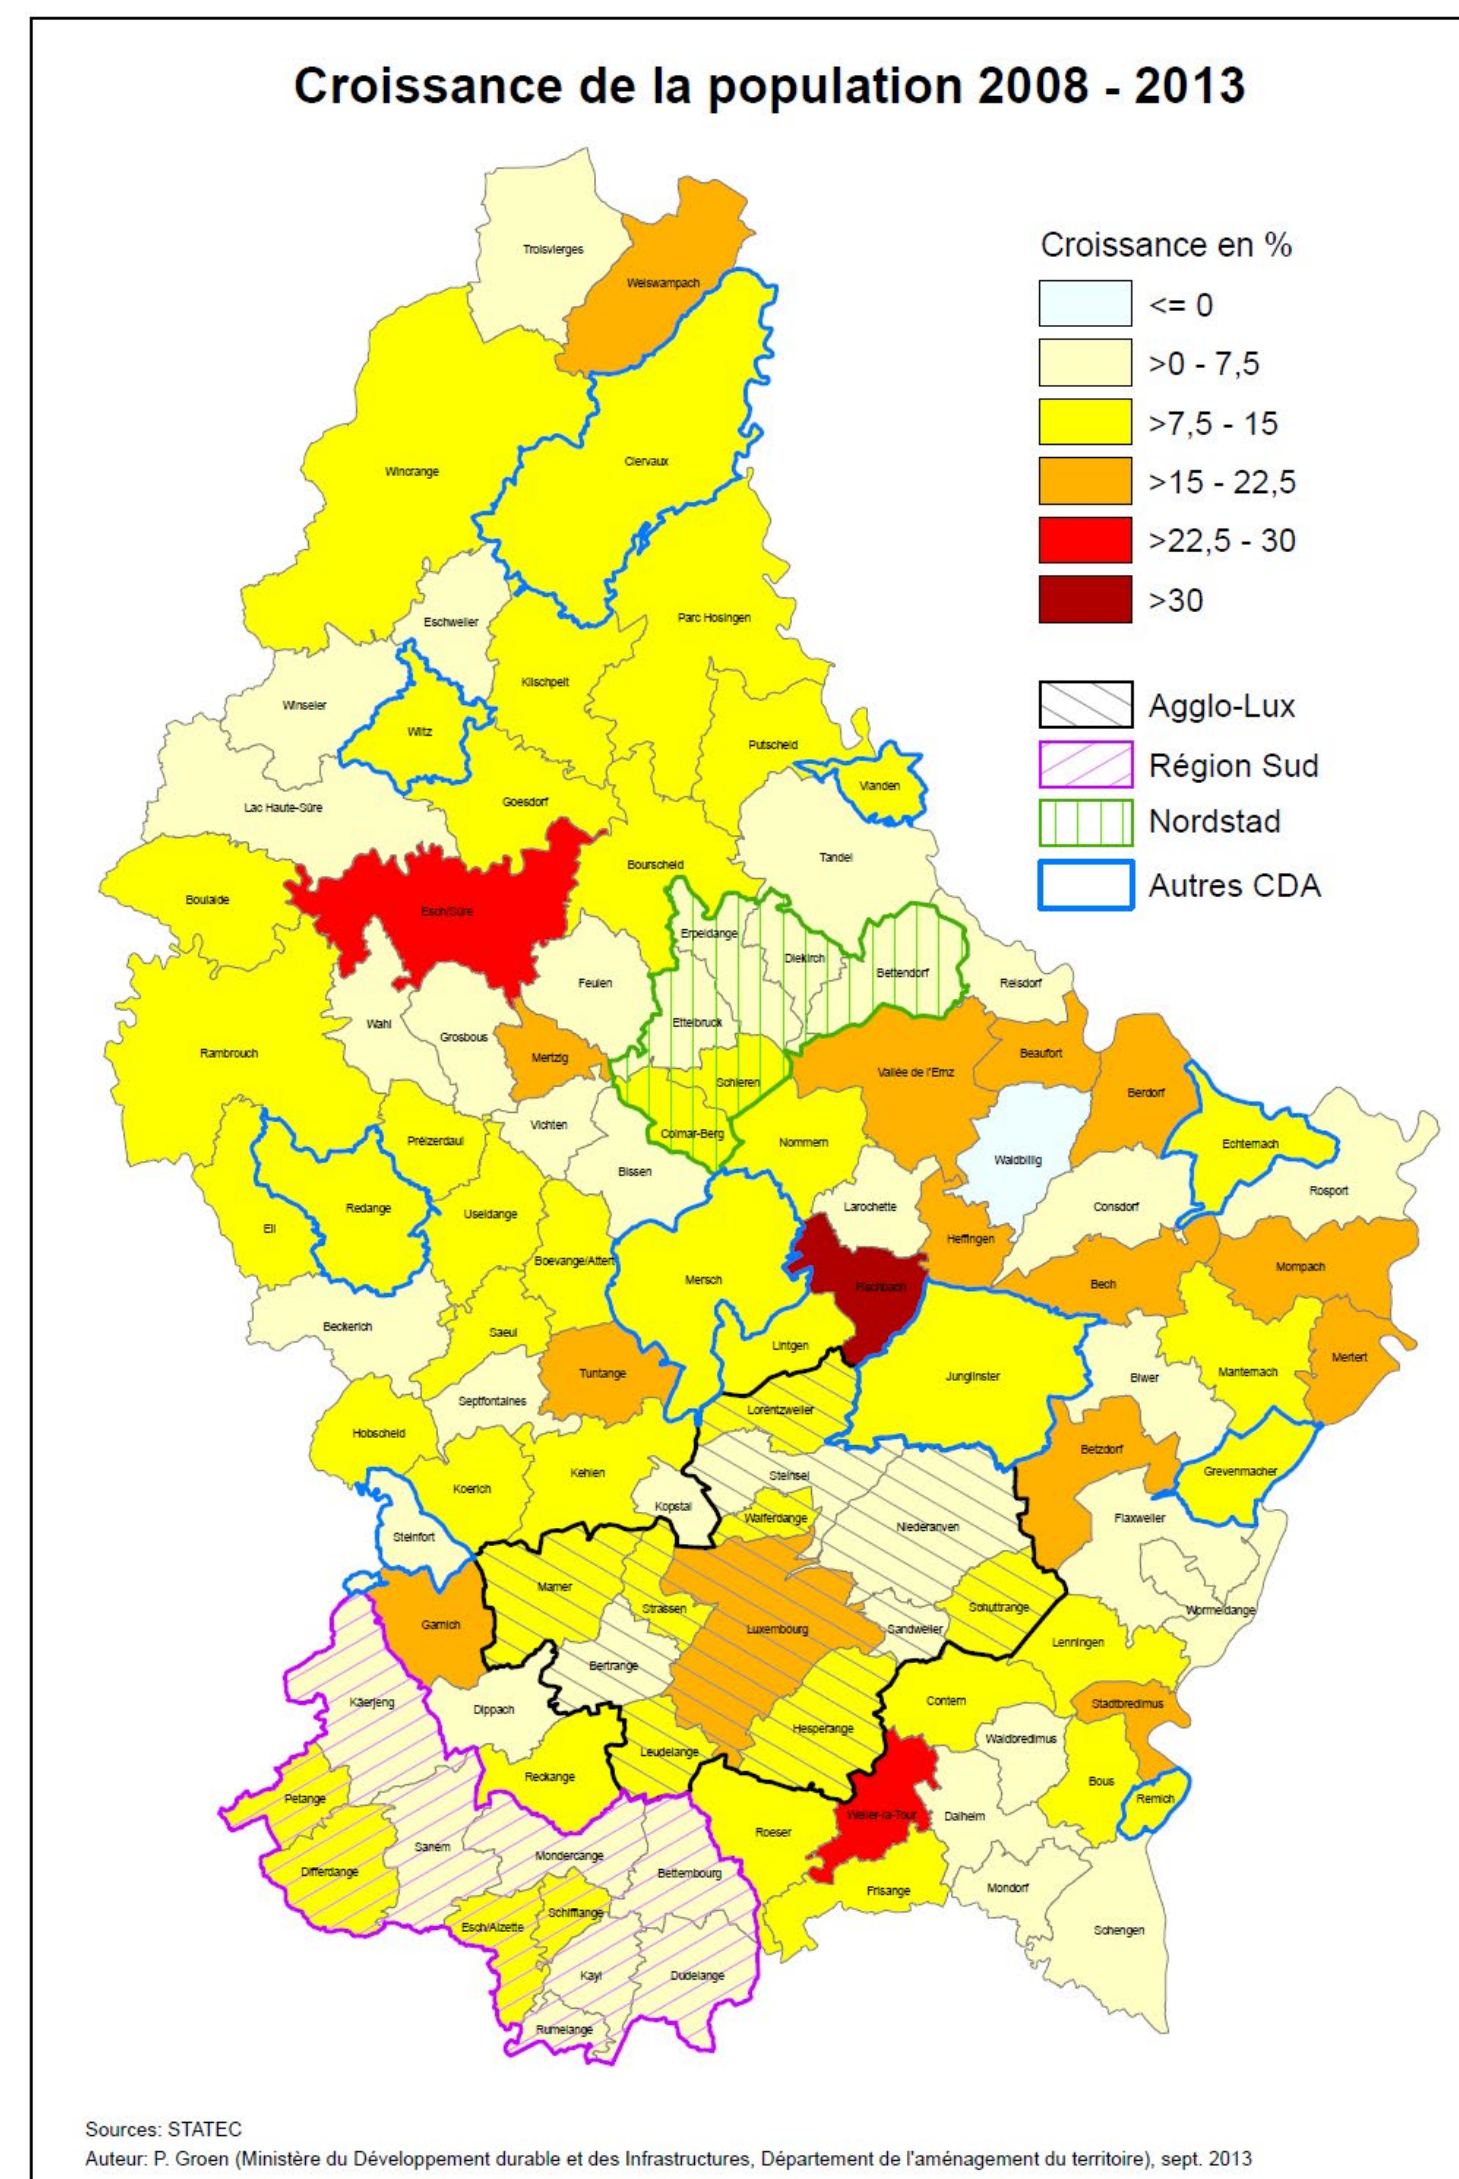 Croissance de la population 2008 - 2013
Croissance en %
<= 0
>0 - 7,5
>7,5 - 15
>15 - 22,5
>22,5 - 30
>30
Agglo-Lux
Région Sud
Nordstad
Autres CDA
Troisvierges
Weiswampach
Wincrange
Clervaux
Eschweiler
Parc Hosingen
Kiischpelt
Winseler
Wiltz
Putscheid
Vianden
Lac Haute-Sûre
Goesdorf
Tandel
Bourscheid
Boulaide
Esch/Sûre
Erpeldange
Diekirch
Bettendorf
Feulen
Reisdorf
Wahl
Grosbous
Ettelbruck
Rambrouch
Mertzig
Schieren
Vallée de l'Ernz
Beaufort
Berdorf
Vichten
Colmar-Berg
Préizerdaul
Nommern
Echternach
Bissen
Waldbillig
Rosport
Ell
Redange
Useldange
Larochette
Consdorf
Boevange/Attert
Heffingen
Mersch
Fischbach
Bech
Mompach
Beckerich
Saeul
Lintgen
Tuntange
Junglinster
Biwer
Manternach
Mertert
Septfontaines
Lorentzweiler
Hobscheid
Betzdorf
Koerich
Kehlen
Steinsel
Grevenmacher
Kopstal
Walferdange
Niederanven
Flaxweiler
Steinfort
Mamer
Strassen
Schuttrange
Wormeldange
Garnich
Luxembourg
Sandweiler
Lenningen
Bertrange
Käerjeng
Dippach
Hesperange
Contern
Stadtbredimus
Waldbredimus
Leudelange
Reckange
Bous
Remich
Petange
Roeser
Weiler-la-Tour
Dalheim
Sanem
Mondercange
Differdange
Bettembourg
Frisange
Mondorf
Schifflange
Esch/Alzette
Schengen
Kayl
Dudelange
Rumelange
Sources: STATEC
Auteur: P. Groen (Ministère du Développement durable et des Infrastructures, Département de l'aménagement du territoire), sept. 2013